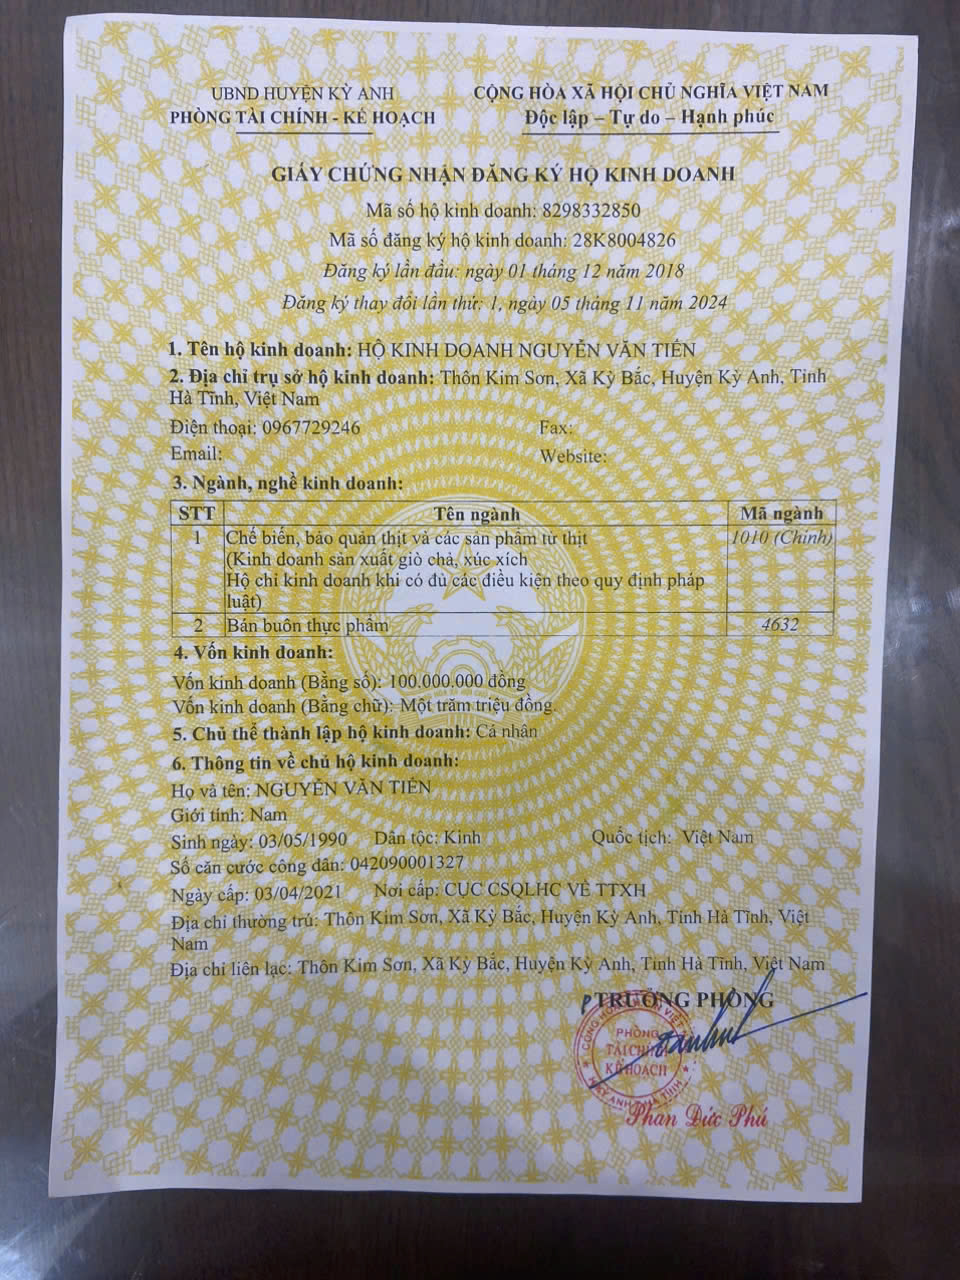 UBND HUYỆN KỲ ANH
PHÒNG TÀI CHÍNH - KẾ HOẠCH
CỘNG HÒA XÃ HỘI CHỦ NGHĨA VIỆT NAM
Độc lập – Tự do – Hạnh phúc
GIẤY CHỨNG NHẬN ĐĂNG KÝ HỘ KINH DOANH
Mã số hộ kinh doanh: 8298332850
Mã số đăng ký hộ kinh doanh: 28K8004826
Đăng ký lần đầu: ngày 01 tháng 12 năm 2018
Đăng ký thay đổi lần thứ: 1, ngày 05 tháng 11 năm 2024
1. Tên hộ kinh doanh: HỘ KINH DOANH NGUYỄN VĂN TIẾN
2. Địa chỉ trụ sở hộ kinh doanh: Thôn Kim Sơn, Xã Kỳ Bắc, Huyện Kỳ Anh, Tỉnh
Hà Tĩnh, Việt Nam
Điện thoại: 0967729246 Fax:
Email: Website:
3. Ngành, nghề kinh doanh:
STT Tên ngành Mã ngành
1 Chế biến, bảo quản thịt và các sản phẩm từ thịt 1010 (Chính)
(Kinh doanh sản xuất giò chả, xúc xích
Hộ chỉ kinh doanh khi có đủ các điều kiện theo quy định pháp
luật)
2 Bán buôn thực phẩm 4632
4. Vốn kinh doanh:
Vốn kinh doanh (Bằng số): 100.000.000 đồng
Vốn kinh doanh (Bằng chữ): Một trăm triệu đồng.
5. Chủ thể thành lập hộ kinh doanh: Cá nhân
6. Thông tin về chủ hộ kinh doanh:
Họ và tên: NGUYỄN VĂN TIẾN
Giới tính: Nam
Sinh ngày: 03/05/1990 Dân tộc: Kinh Quốc tịch: Việt Nam
Số căn cước công dân: 042090001327
Ngày cấp: 03/04/2021 Nơi cấp: CỤC CSQLHC VỀ TTXH
Địa chỉ thường trú: Thôn Kim Sơn, Xã Kỳ Bắc, Huyện Kỳ Anh, Tỉnh Hà Tĩnh, Việt
Nam
Địa chỉ liên lạc: Thôn Kim Sơn, Xã Kỳ Bắc, Huyện Kỳ Anh, Tỉnh Hà Tĩnh, Việt Nam
P TRƯỞNG PHÒNG
PHÒNG
TÀI CHÍNH
KẾ HOẠCH
Phan Đức Phú